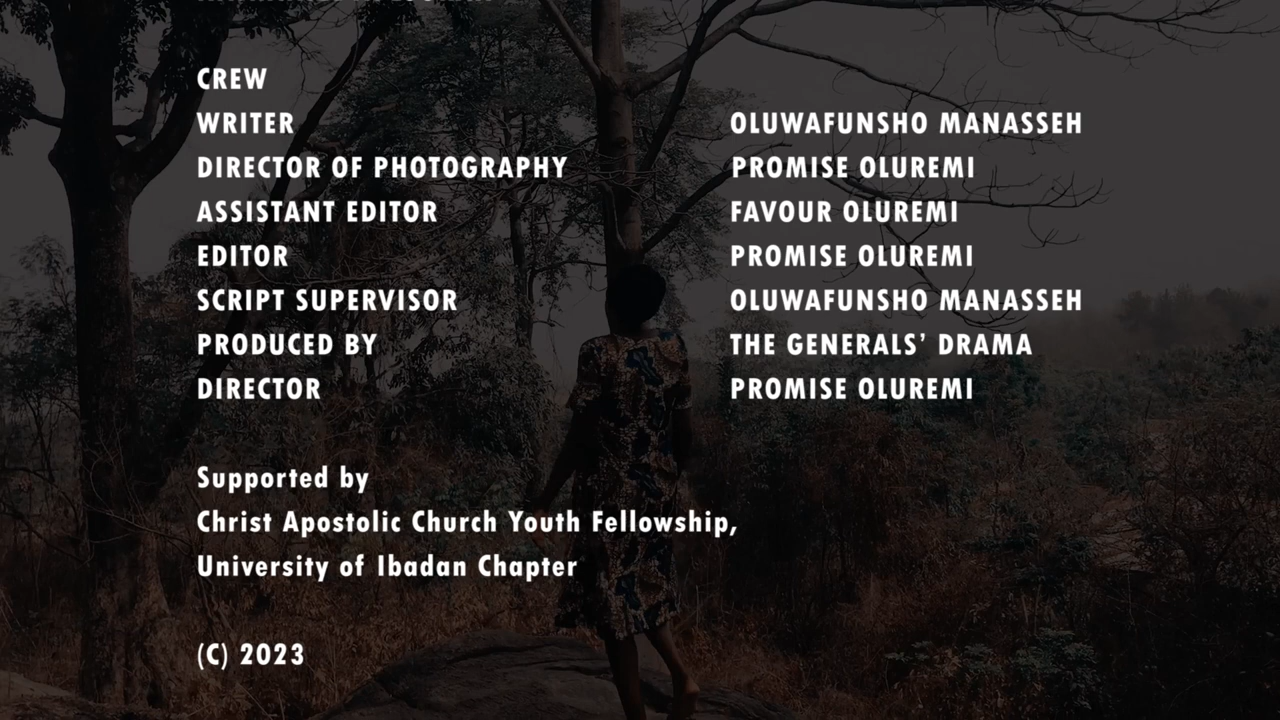 CREW
WRITER OLUWAFUNSHO MANASSEH
DIRECTOR OF PHOTOGRAPHY PROMISE OLUREMI
ASSISTANT EDITOR FAVOUR OLUREMI
EDITOR PROMISE OLUREMI
SCRIPT SUPERVISOR OLUWAFUNSHO MANASSEH
PRODUCED BY THE GENERALS’ DRAMA
DIRECTOR PROMISE OLUREMI
Supported by
Christ Apostolic Church Youth Fellowship,
University of Ibadan Chapter
(C) 2023